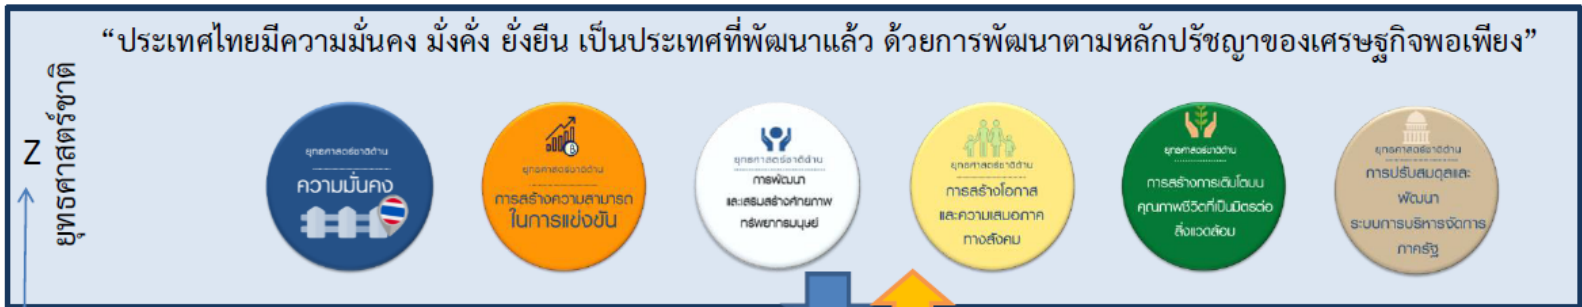 “ประเทศไทยมีความมั่นคง มั่งคั่ง ยั่งยืน เป็นประเทศที่พัฒนาแล้ว ด้วยการพัฒนาตามหลักปรัชญาของเศรษฐกิจพอเพียง”
Z
ยุทธศาสตร์ชาติ
ยุทธศาสตร์ชาติด้าน
ความมั่นคง
ยุทธศาสตร์ชาติด้าน
การสร้างความสามารถ
ในการแข่งขัน
ยุทธศาสตร์ชาติด้าน
การพัฒนา
และเสริมสร้างศักยภาพ
ทรัพยากรมนุษย์
ยุทธศาสตร์ชาติด้าน
การสร้างโอกาส
และความเสมอภาค
ทางสังคม
ยุทธศาสตร์ชาติด้าน
การสร้างการเติบโตบน
คุณภาพชีวิตที่เป็นมิตรต่อ
สิ่งแวดล้อม
ยุทธศาสตร์ชาติด้าน
การปรับสมดุลและ
พัฒนา
ระบบการบริหารจัดการ
ภาครัฐ